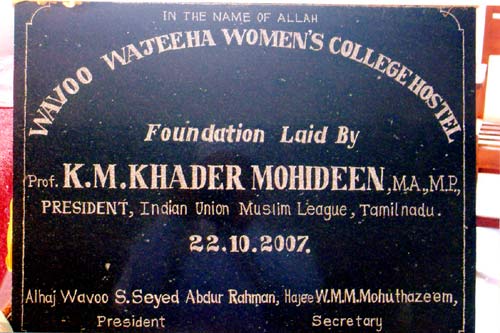 IN THE NAME OF ALLAH
WAVOO WAJEEHA WOMEN'S COLLEGE HOSTEL
Foundation Laid By
Prof. K.M.KHADER MOHIDEEN, M.A., M.P.,
PRESIDENT, Indian Union Muslim League, Tamilnadu.
22.10.2007.
Alhaj Wavoo S.Seyed Abdur Rahman, Hajee W.M.M.Mohuthazeem,
President Secretary